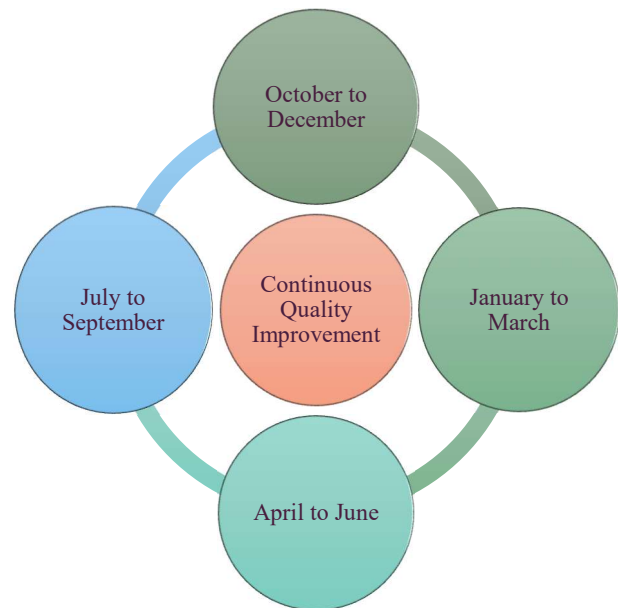 October to
December
July to
September
Continuous
Quality
Improvement
January to
March
April to June